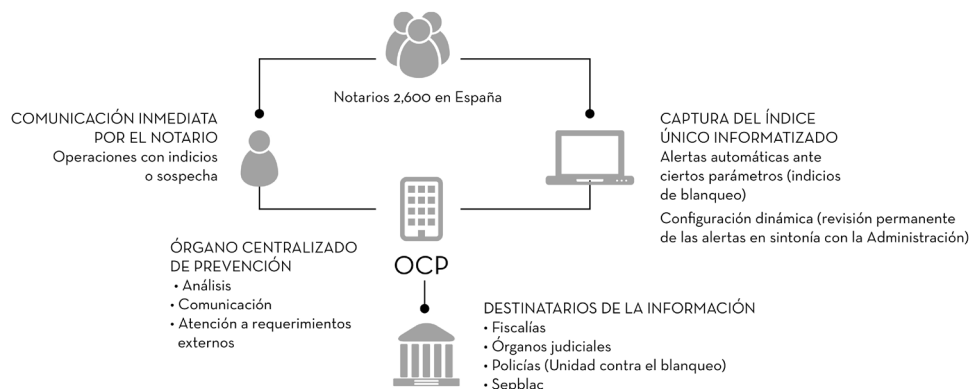 Notarios 2,600 en España
COMUNICACIÓN INMEDIATA
POR EL NOTARIO
Operaciones con indicios
o sospecha
CAPTURA DEL ÍNDICE
ÚNICO INFORMATIZADO
Alertas automáticas ante
ciertos parámetros (indicios
de blanqueo)
Configuración dinámica (revisión permanente
de las alertas en sintonía con la Administración)
ÓRGANO CENTRALIZADO
DE PREVENCIÓN
• Análisis
• Comunicación
• Atención a requerimientos
externos
OCP
DESTINATARIOS DE LA INFORMACIÓN
• Fiscalías
• Órganos judiciales
• Policías (Unidad contra el blanqueo)
• Sepblac